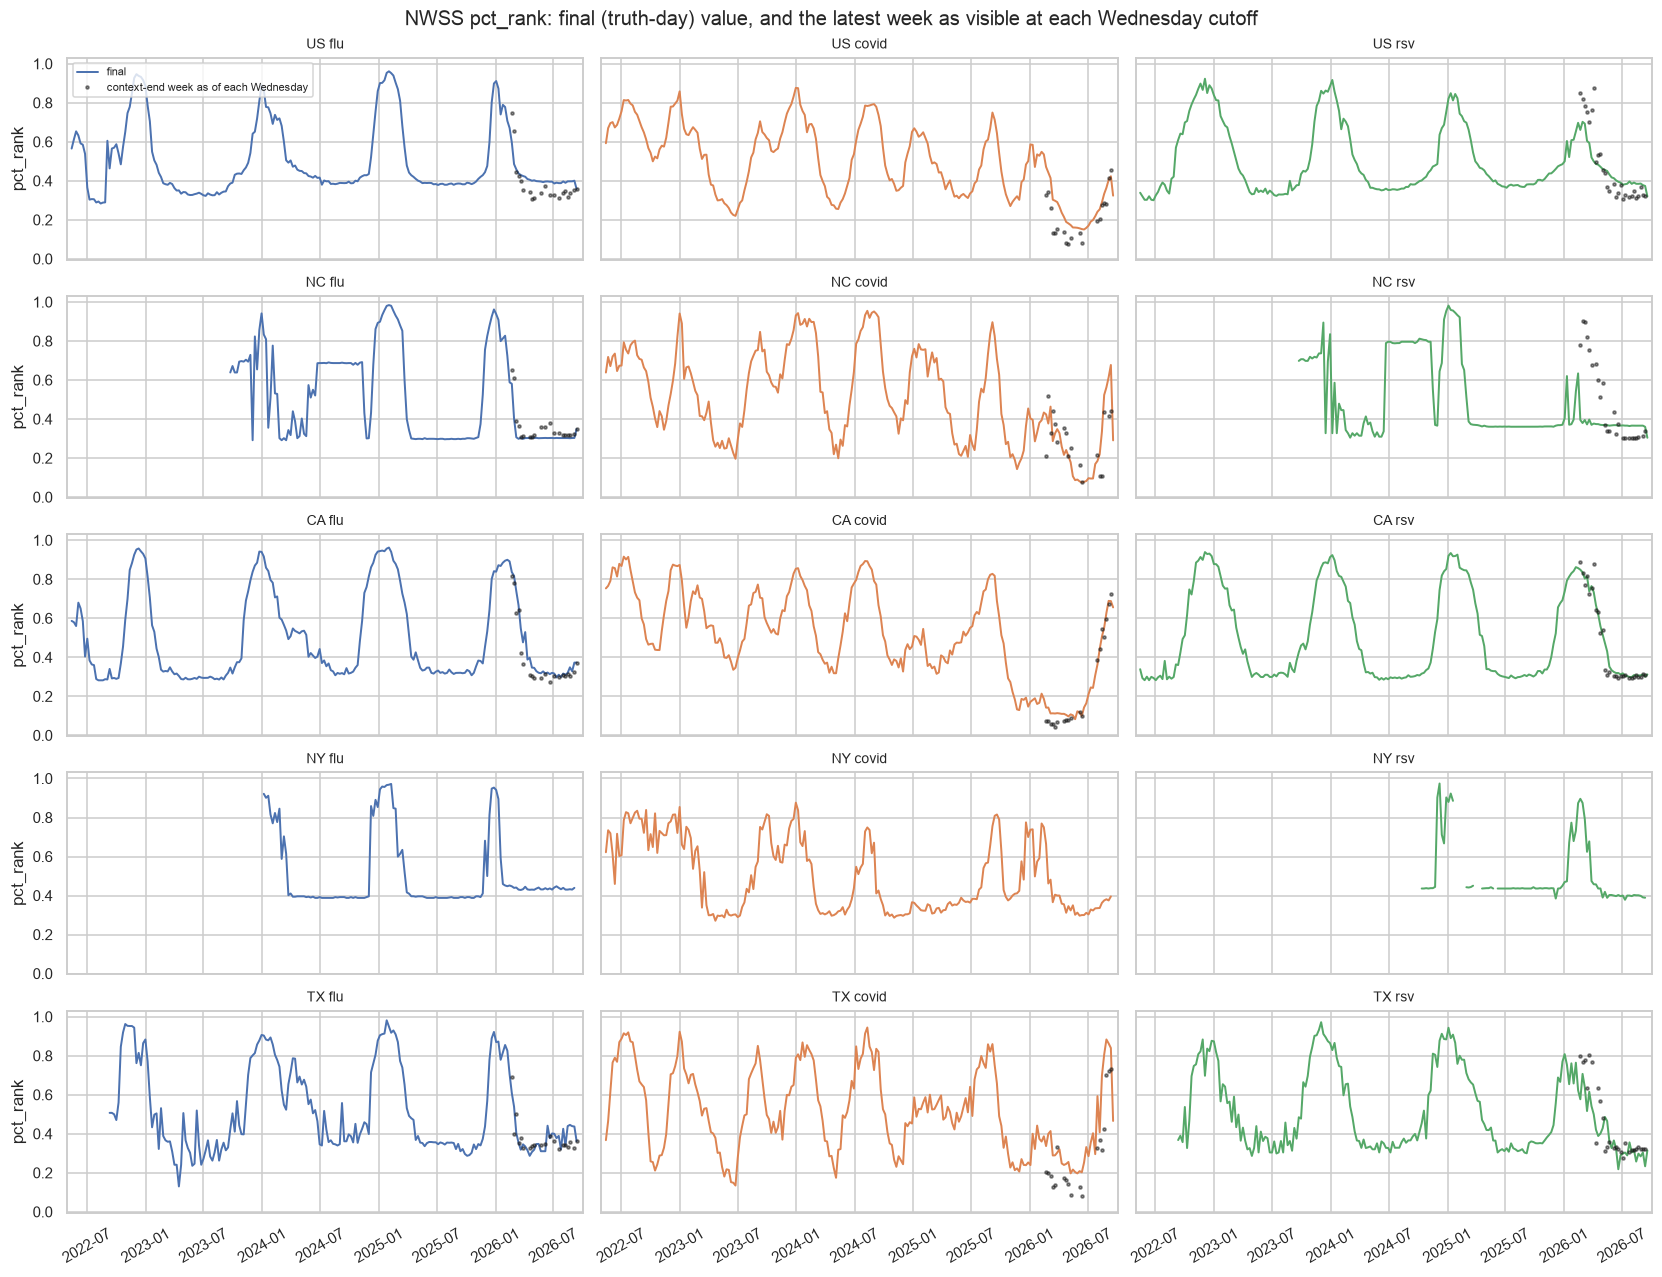 NWSS pct_rank: final (truth-day) value, and the latest week as visible at each Wednesday cutoff
US flu
US covid
US rsv
final
context-end week as of each Wednesday
pct_rank
1.0
0.8
0.6
0.4
0.2
0.0
NC flu
NC covid
NC rsv
pct_rank
1.0
0.8
0.6
0.4
0.2
0.0
CA flu
CA covid
CA rsv
pct_rank
1.0
0.8
0.6
0.4
0.2
0.0
NY flu
NY covid
NY rsv
pct_rank
1.0
0.8
0.6
0.4
0.2
0.0
TX flu
TX covid
TX rsv
pct_rank
1.0
0.8
0.6
0.4
0.2
0.0
2022-07 2023-01 2023-07 2024-01 2024-07 2025-01 2025-07 2026-01 2026-07
2022-07 2023-01 2023-07 2024-01 2024-07 2025-01 2025-07 2026-01 2026-07
2022-07 2023-01 2023-07 2024-01 2024-07 2025-01 2025-07 2026-01 2026-07